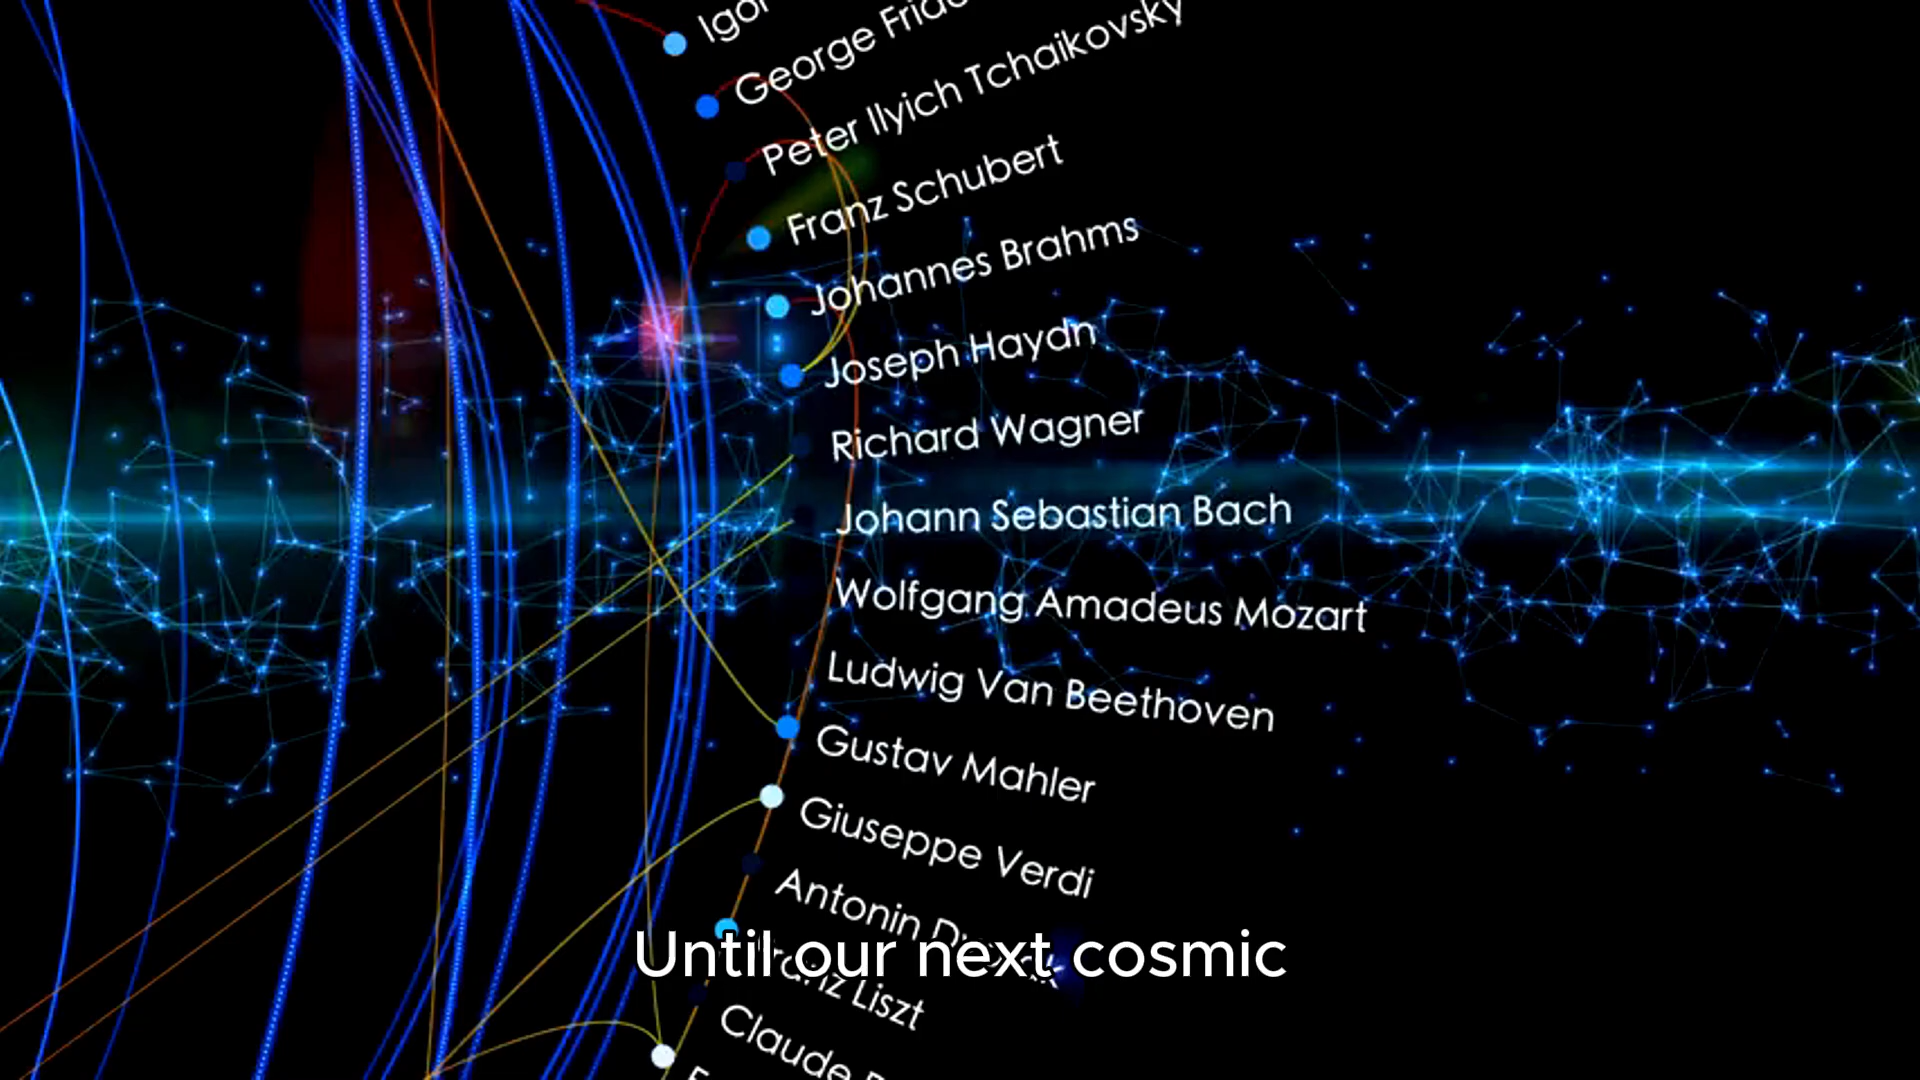 Igor
George
Peter Ilyich Tchaikovsky
Franz Schubert
Johannes Brahms
Joseph Haydn
Richard Wagner
Johann Sebastian Bach
Wolfgang Amadeus Mozart
Ludwig Van Beethoven
Gustav Mahler
Giuseppe Verdi
Antonin
Until our next cosmic
Liszt
Claude